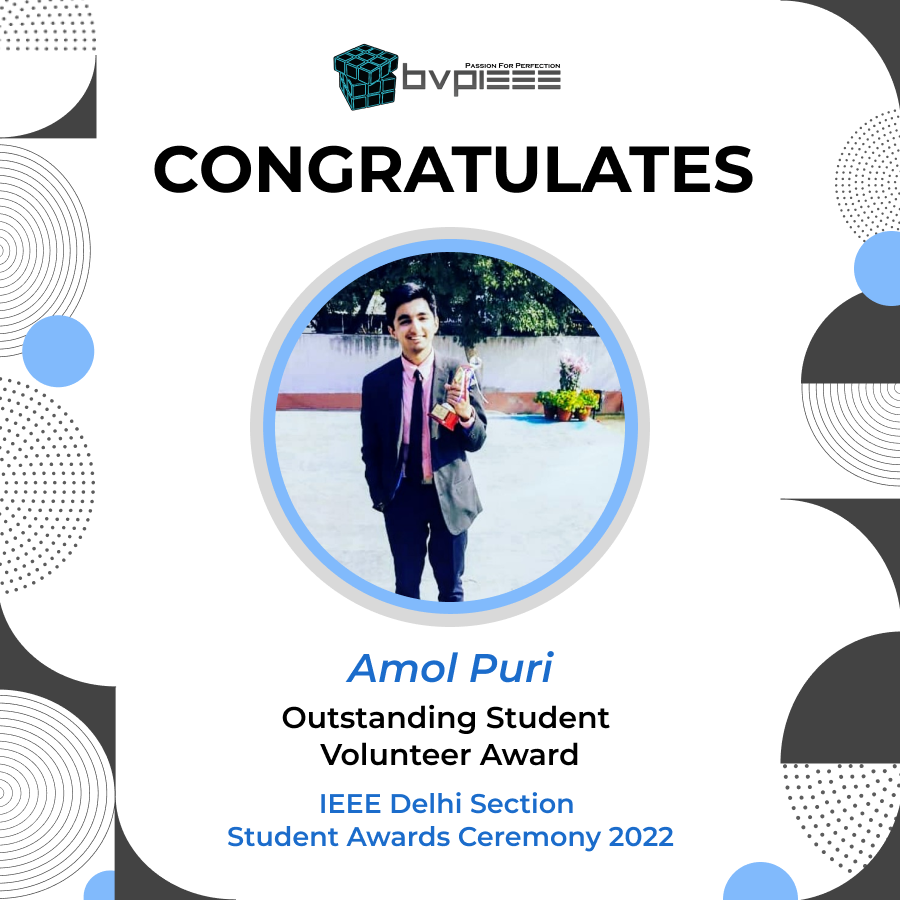 Passion For Perfection
bvpieee
CONGRATULATES
Amol Puri
Outstanding Student
Volunteer Award
IEEE Delhi Section
Student Awards Ceremony 2022